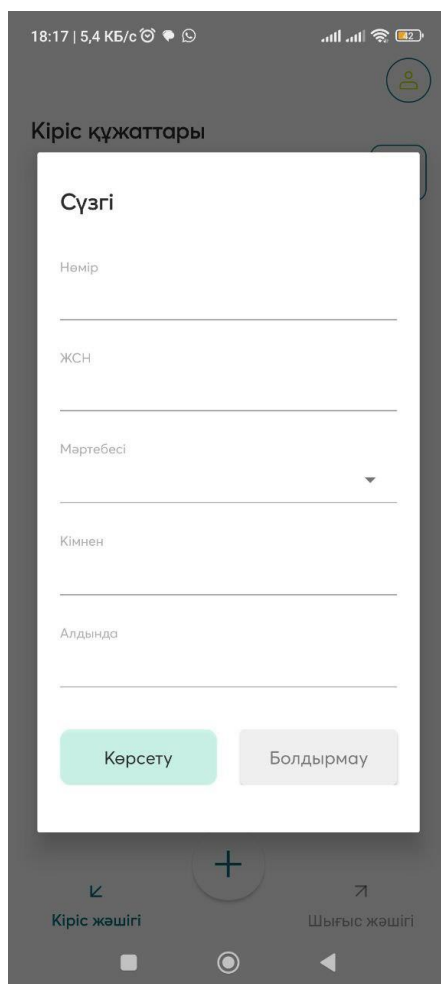 18:17 | 5,4 КБ/с
42
Кіріс құжаттары
Сүзгі
Нөмір
ЖСН
Мәртебесі
Кімнен
Алдында
Көрсету
Болдырмау
Кіріс жәшігі
Шығыс жәшігі